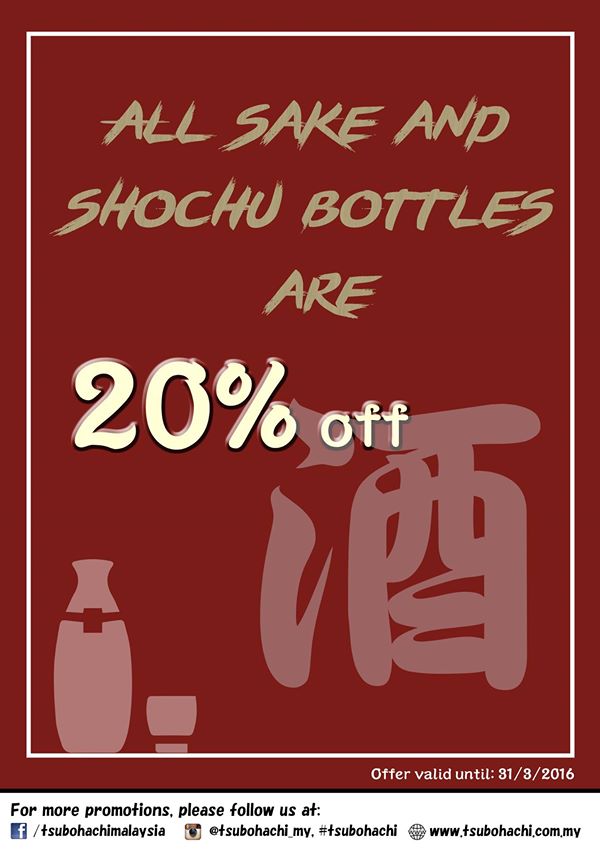 ALL SAKE AND
SHOCHU BOTTLES
ARE
20% off
酒
Offer valid until: 31/3/2016
For more promotions, please follow us at:
/tsubohachimalaysia @tsubohachi_my, #tsubohachi www.tsubohachi.com.my